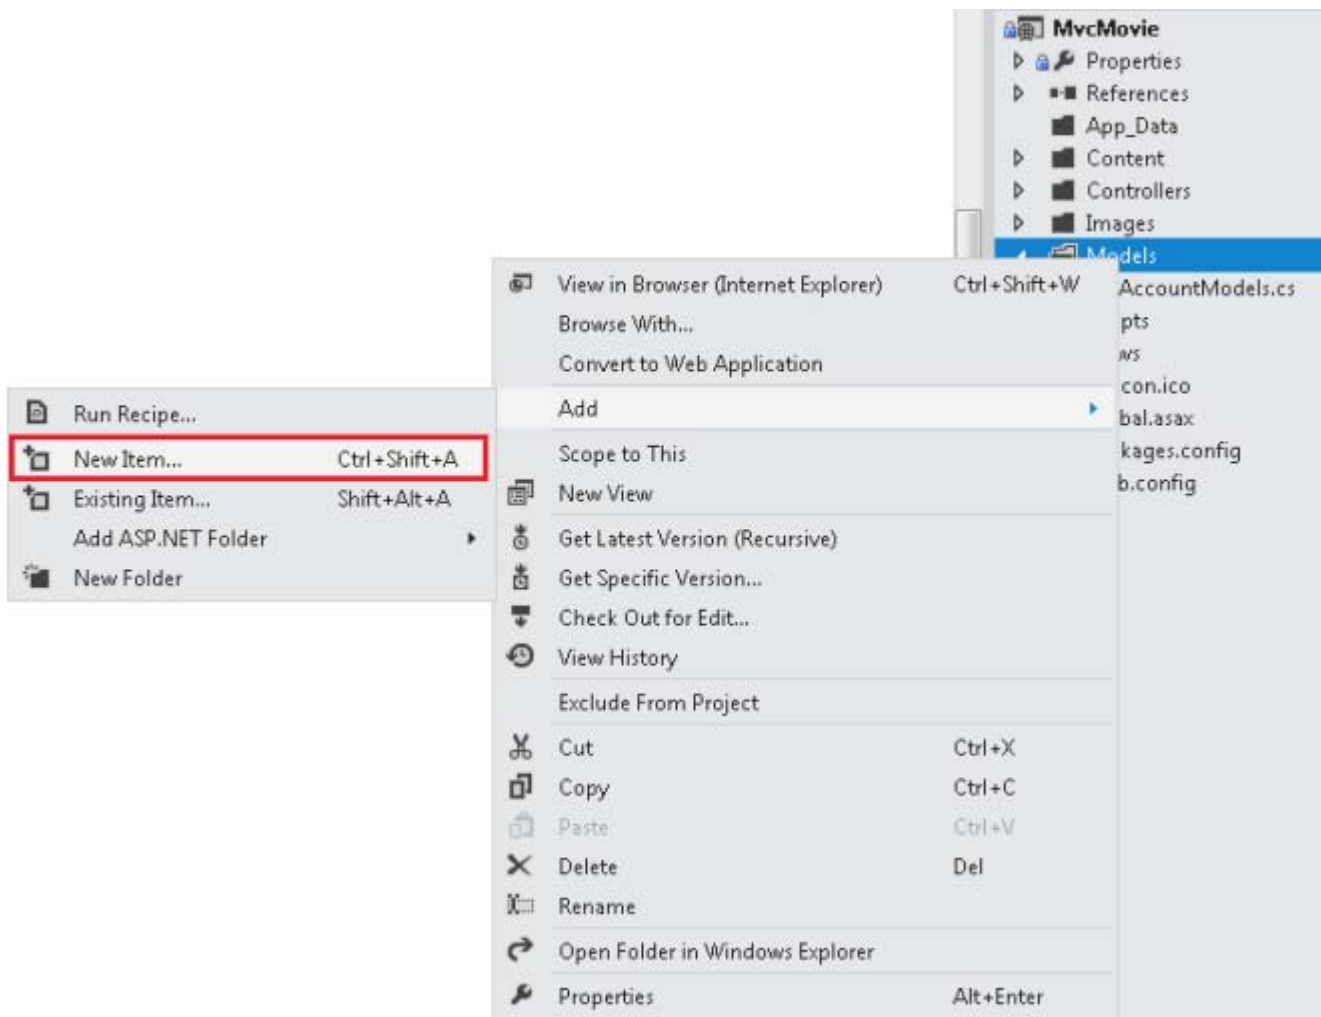 MvcMovie
Properties
References
App_Data
Content
Controllers
Images
Models
AccountModels.cs
pts
ws
con.ico
bal.asax
kages.config
b.config
View in Browser (Internet Explorer) Ctrl+Shift+W
Browse With...
Convert to Web Application
Add
Scope to This
New View
Get Latest Version (Recursive)
Get Specific Version...
Check Out for Edit...
View History
Exclude From Project
Cut Ctrl+X
Copy Ctrl+C
Paste Ctrl+V
Delete Del
Rename
Open Folder in Windows Explorer
Properties Alt+Enter
Run Recipe...
New Item... Ctrl+Shift+A
Existing Item... Shift+Alt+A
Add ASP.NET Folder
New Folder